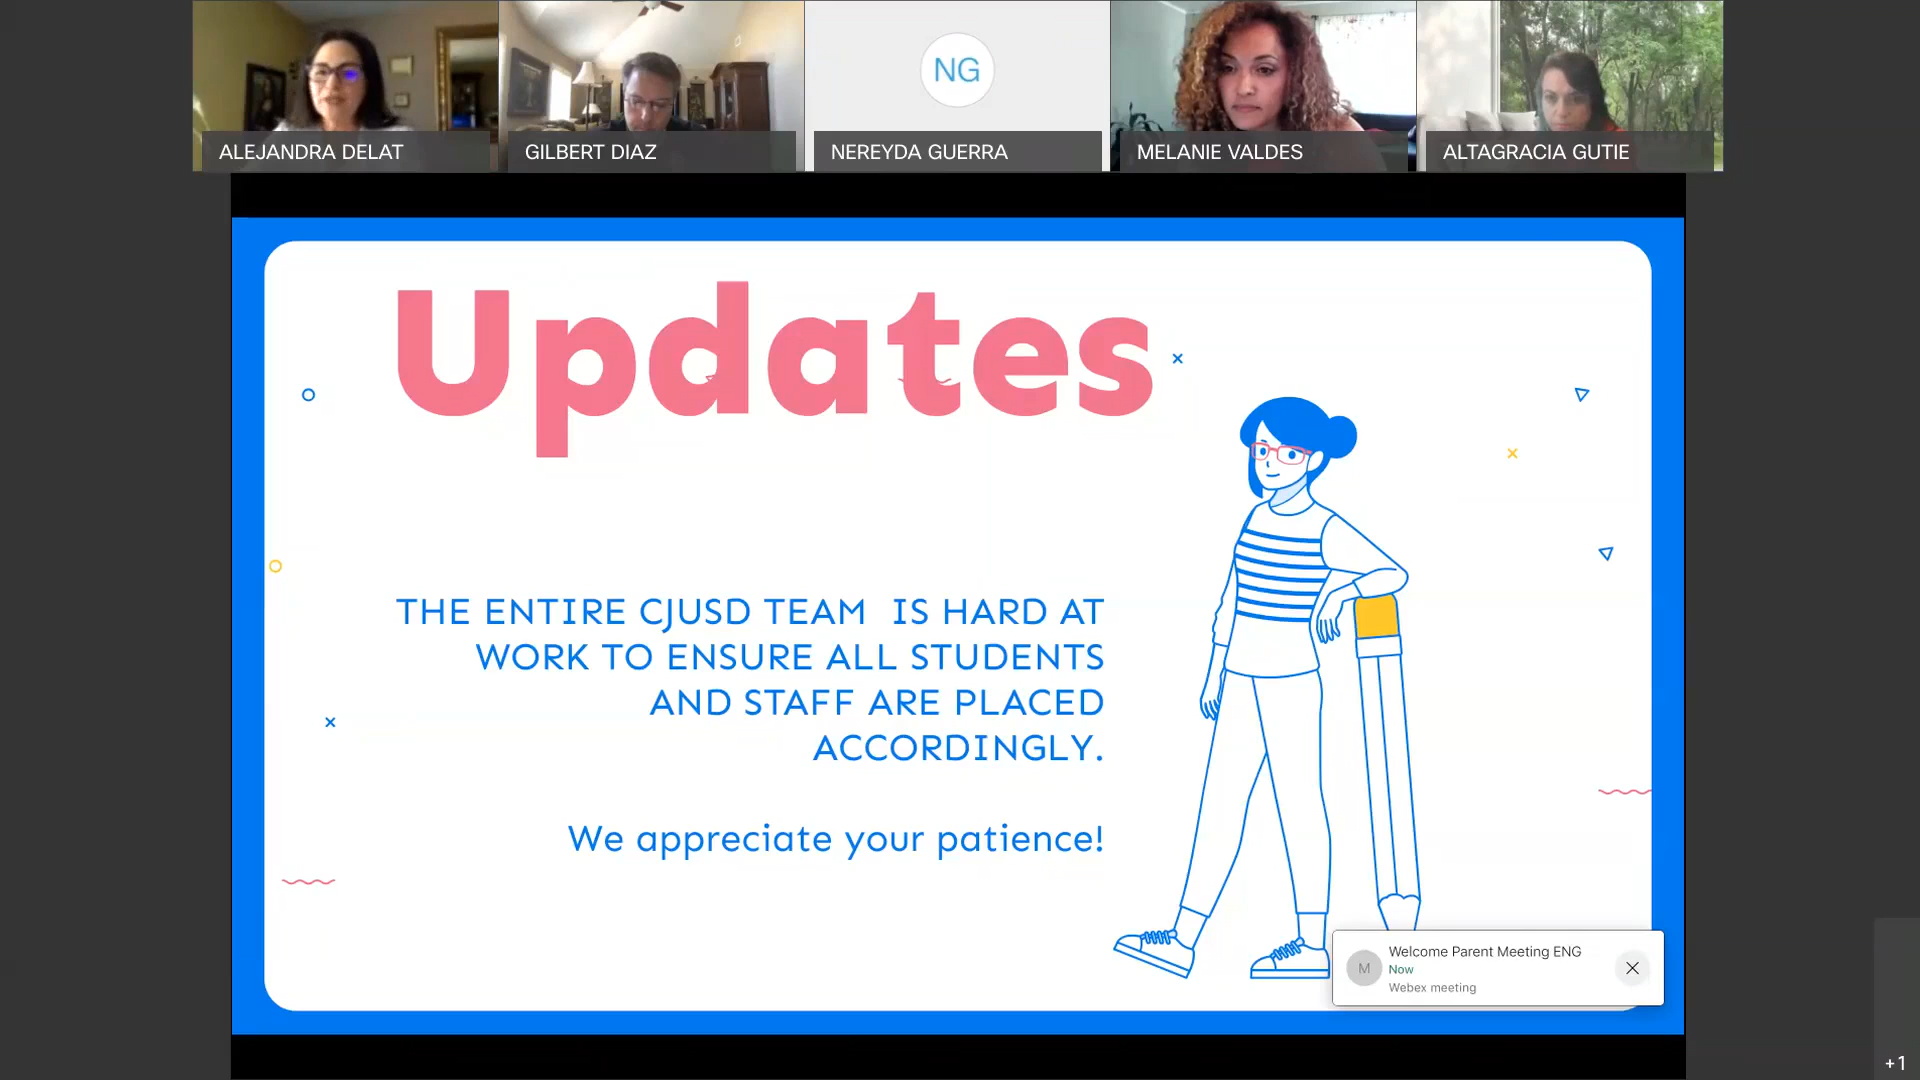 ALEJANDRA DELAT
GILBERT DIAZ
NG
NEREYDA GUERRA
MELANIE VALDES
ALTAGRACIA GUTIE
Updates
THE ENTIRE CJUSD TEAM IS HARD AT
WORK TO ENSURE ALL STUDENTS
AND STAFF ARE PLACED
ACCORDINGLY.
We appreciate your patience!
M
Welcome Parent Meeting ENG
Now
Webex meeting
+1